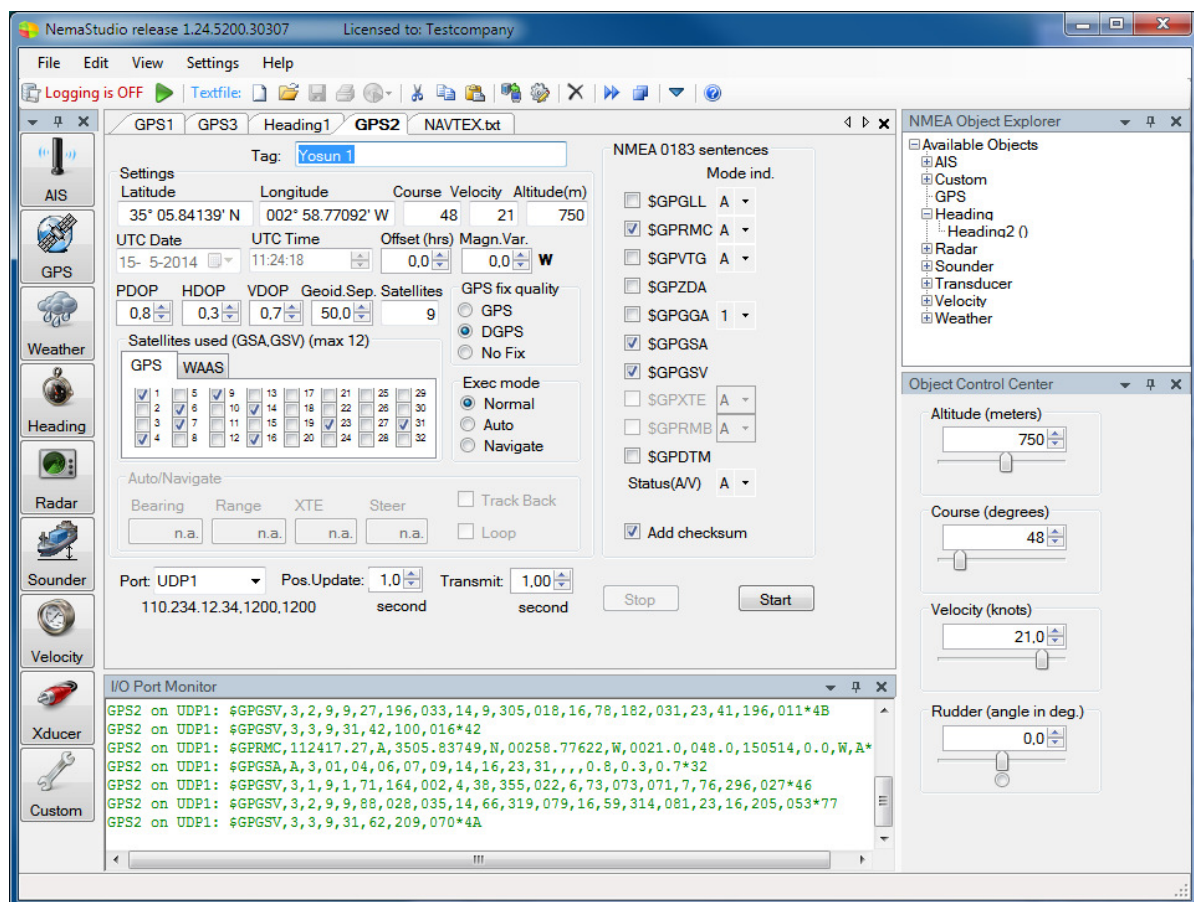 NemaStudio release 1.24.5200.30307 Licensed to: Testcompany
File Edit View Settings Help
Logging is OFF Textfile:
GPS1 GPS3 Heading1 GPS2 NAVTEX.txt
AIS
GPS
Weather
Heading
Radar
Sounder
Velocity
Xducer
Custom
Tag: Yosun 1
Settings
Latitude Longitude Course Velocity Altitude(m)
35° 05.84139' N 002° 58.77092' W 48 21 750
UTC Date UTC Time Offset (hrs) Magn.Var.
15- 5-2014 11:24:18 0,0 0,0 W
PDOP HDOP VDOP Geoid.Sep. Satellites
0,8 0,3 0,7 50,0 9
GPS fix quality
GPS
DGPS
No Fix
Satellites used (GSA,GSV) (max 12)
GPS WAAS
1 5 9 13 17 21 25 29
2 6 10 14 18 22 26 30
3 7 11 15 19 23 27 31
4 8 12 16 20 24 28 32
Exec mode
Normal
Auto
Navigate
Auto/Navigate
Bearing Range XTE Steer
n.a. n.a. n.a. n.a.
Track Back
Loop
Port: UDP1 Pos.Update: 1,0 Transmit: 1,00
110.234.12.34,1200,1200 second second
NMEA 0183 sentences
Mode ind.
$GPGLL A
$GPRMC A
$GPVTG A
$GPZDA
$GPGGA 1
$GPGSA
$GPGSV
$GPXTE A
$GPRMB A
$GPDTM
Status(A/V) A
Add checksum
Stop Start
I/O Port Monitor
GPS2 on UDP1: $GPGSV,3,2,9,9,27,196,033,14,9,305,018,16,78,182,031,23,41,196,011*4B
GPS2 on UDP1: $GPGSV,3,3,9,31,42,100,016*42
GPS2 on UDP1: $GPRMC,112417.27,A,3505.83749,N,00258.77622,W,0021.0,048.0,150514,0.0,W,A*
GPS2 on UDP1: $GPGSA,A,3,01,04,06,07,09,14,16,23,31,,,,0.8,0.3,0.7*32
GPS2 on UDP1: $GPGSV,3,1,9,1,71,164,002,4,38,355,022,6,73,073,071,7,76,296,027*46
GPS2 on UDP1: $GPGSV,3,2,9,9,88,028,035,14,66,319,079,16,59,314,081,23,16,205,053*77
GPS2 on UDP1: $GPGSV,3,3,9,31,62,209,070*4A
NMEA Object Explorer
Available Objects
AIS
Custom
GPS
Heading
Heading2 ()
Radar
Sounder
Transducer
Velocity
Weather
Object Control Center
Altitude (meters)
750
Course (degrees)
48
Velocity (knots)
21,0
Rudder (angle in deg.)
0,0